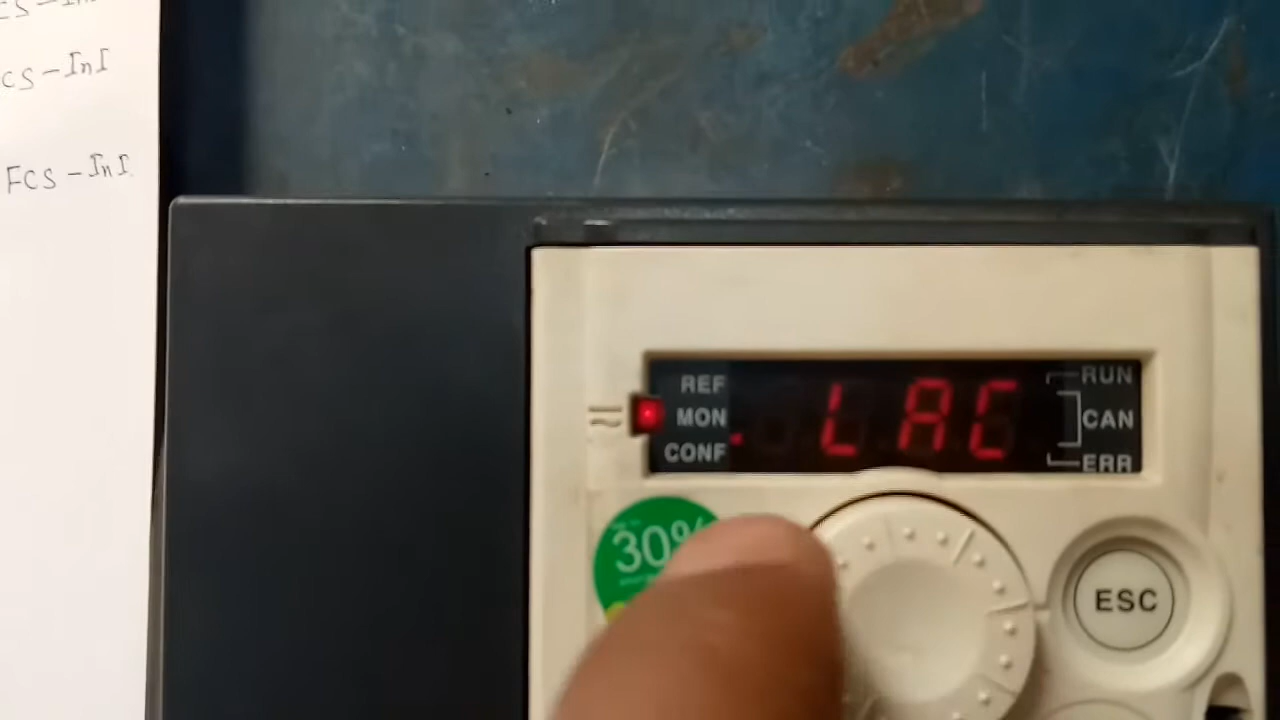 CS-InI
FCS-InI
REF
MON
CONF
LAC
RUN
CAN
ERR
30%
ESC